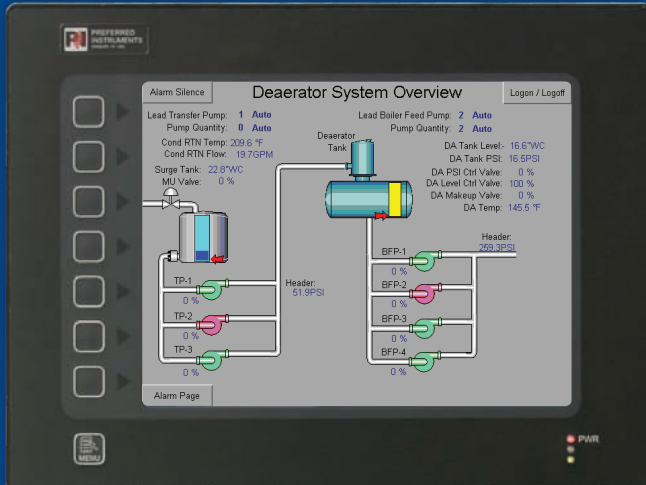 PREFERRED
INSTRUMENTS
Alarm Silence
Deaerator System Overview
Logon / Logoff
Lead Transfer Pump: 1 Auto
Pump Quantity: 0 Auto
Cond RTN Temp: 209.6 °F
Cond RTN Flow: 19.7GPM
Surge Tank: 22.8"WC
MU Valve: 0 %
Lead Boiler Feed Pump: 2 Auto
Pump Quantity: 2 Auto
Deaerator
Tank
DA Tank Level:- 16.6"WC
DA Tank PSI: 16.5PSI
DA PSI Ctrl Valve: 0 %
DA Level Ctrl Valve: 100 %
DA Makeup Valve: 0 %
DA Temp: 145.5 °F
TP-1
0 %
TP-2
0 %
TP-3
0 %
Header:
51.9PSI
BFP-1
0 %
BFP-2
0 %
BFP-3
0 %
BFP-4
0 %
Header:
259.3PSI
Alarm Page
MENU
PWR